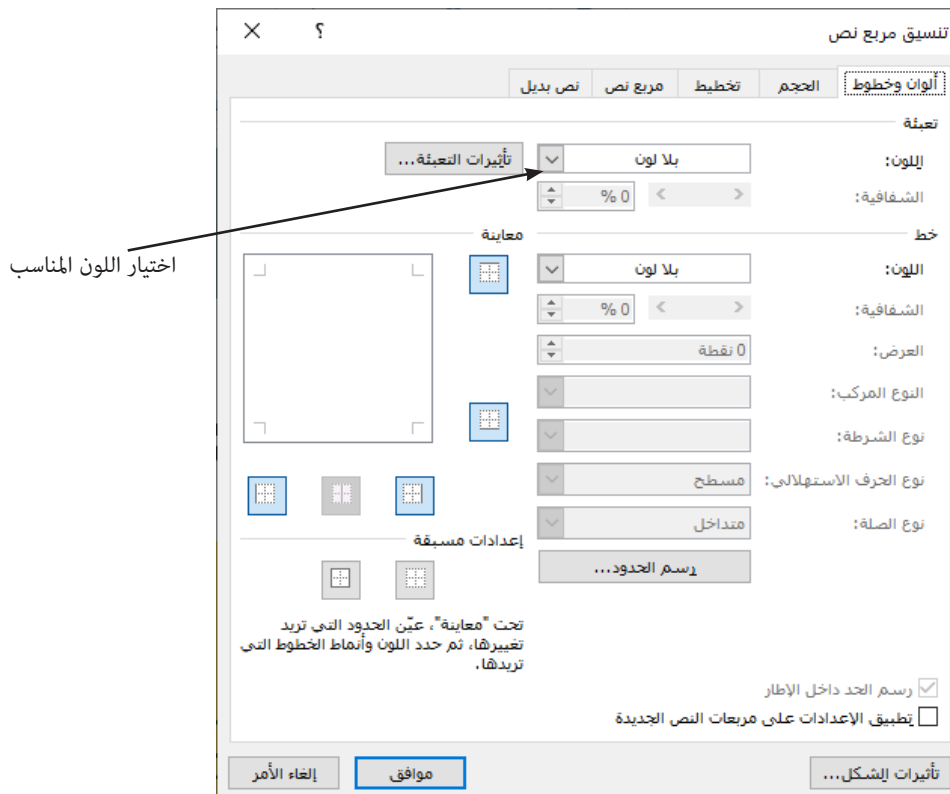 تنسيق مربع نص
؟
ألوان وخطوط
الحجم
تخطيط
مربع نص
نص بديل
تعبئة
اللون:
بلا لون
تأثيرات التعبئة...
الشفافية:
0 %
خط
معاينة
اختيار اللون المناسب
اللون:
بلا لون
الشفافية:
0 %
العرض:
0 نقطة
النوع المركب:
نوع الشرطة:
نوع الحرف الاستهلالي:
مسطح
نوع الصلة:
متداخل
إعدادات مسبقة
رسم الحدود...
تحت "معاينة"، عيّن الحدود التي تريد
تغييرها، ثم حدد اللون وأنماط الخطوط التي
تريدها.
رسم الحد داخل الإطار
تطبيق الإعدادات على مربعات النص الجديدة
تأثيرات الشكل...
موافق
إلغاء الأمر